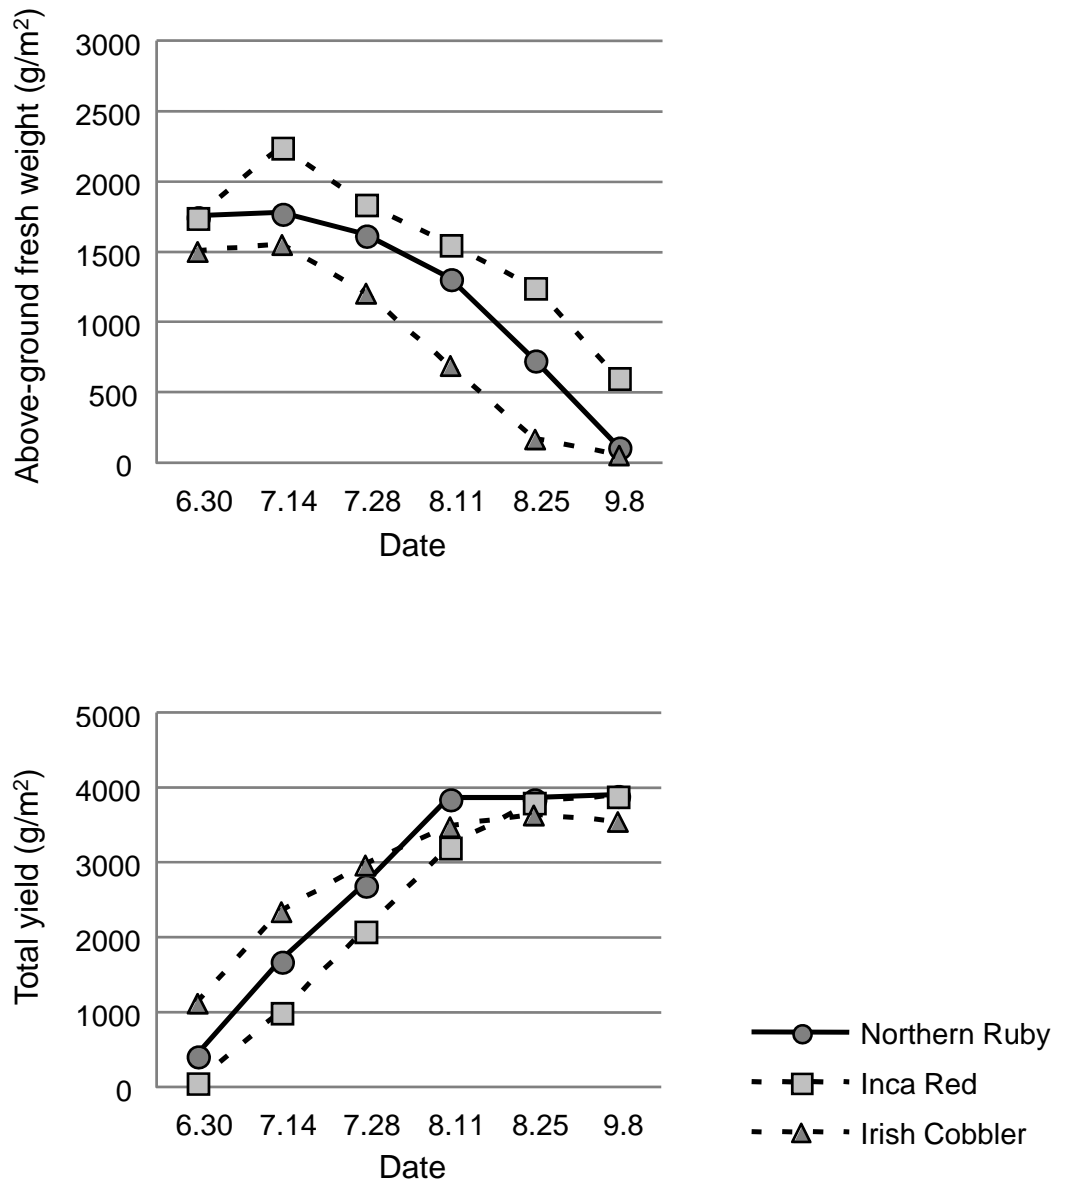 Above-ground fresh weight (g/m²)
3000
2500
2000
1500
1000
500
0
6.30 7.14 7.28 8.11 8.25 9.8
Date
Total yield (g/m²)
5000
4000
3000
2000
1000
0
6.30 7.14 7.28 8.11 8.25 9.8
Date
Northern Ruby
Inca Red
Irish Cobbler